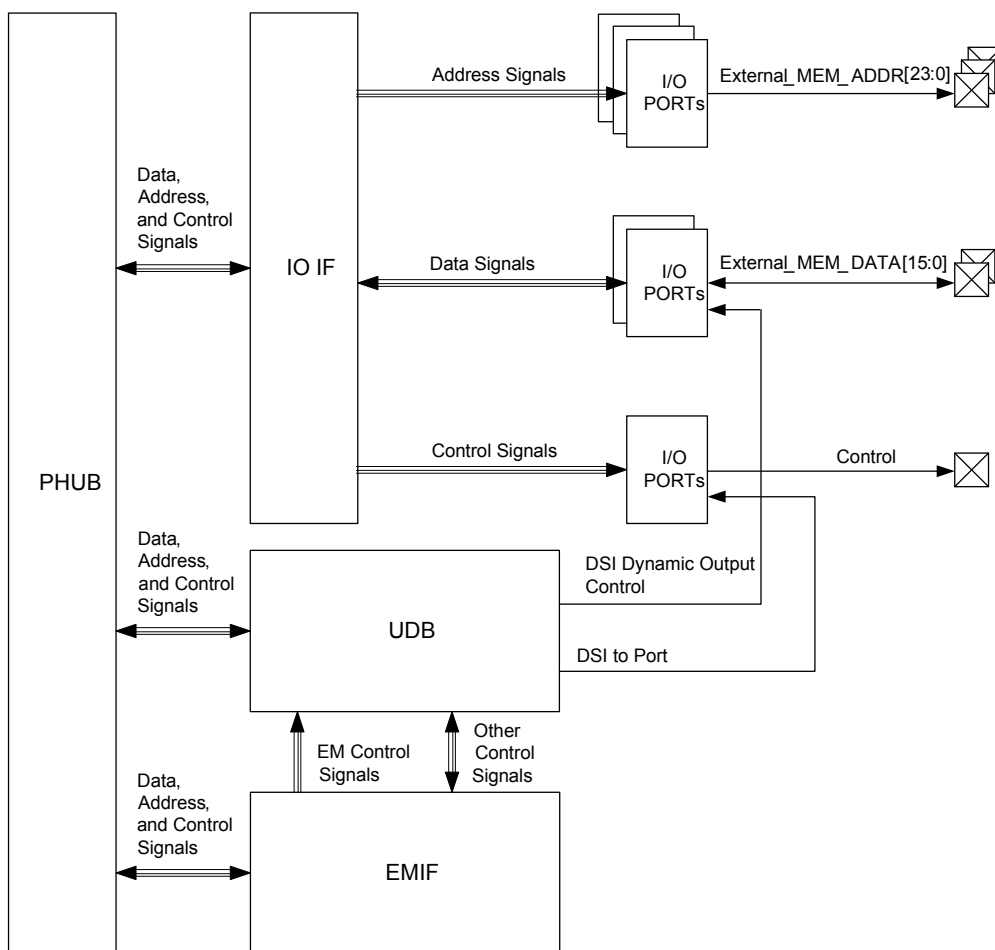 Address Signals
I/O
PORTs
External_MEM_ADDR[23:0]
Data,
Address,
and Control
Signals
IO IF
Data Signals
I/O
PORTs
External_MEM_DATA[15:0]
Control Signals
I/O
PORTs
Control
PHUB
Data,
Address,
and Control
Signals
UDB
DSI Dynamic Output
Control
DSI to Port
EM Control
Signals
Other
Control
Signals
Data,
Address,
and Control
Signals
EMIF